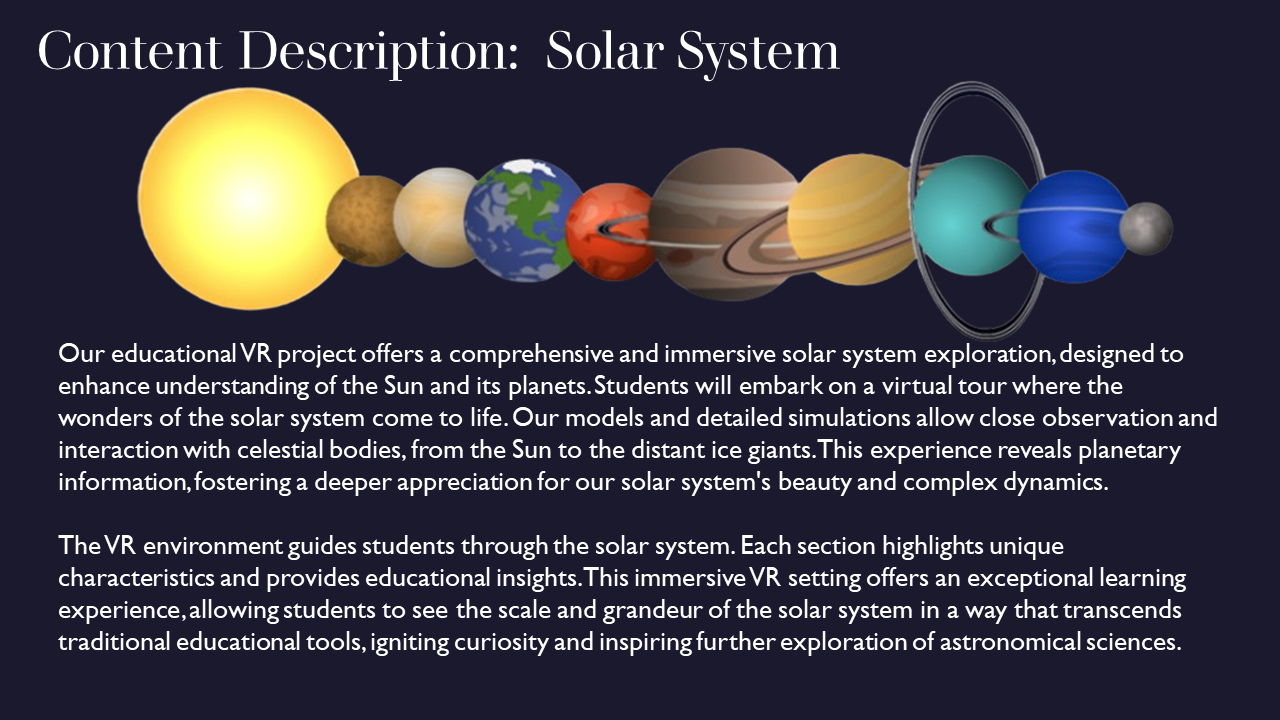 Content Description:  Solar System
Our educational VR project offers a comprehensive and immersive solar system exploration, designed to
enhance understanding of the Sun and its planets. Students will embark on a virtual tour where the
wonders of the solar system come to life. Our models and detailed simulations allow close observation and
interaction with celestial bodies, from the Sun to the distant ice giants. This experience reveals planetary
information, fostering a deeper appreciation for our solar system's beauty and complex dynamics.
The VR environment guides students through the solar system. Each section highlights unique
characteristics and provides educational insights. This immersive VR setting offers an exceptional learning
experience, allowing students to see the scale and grandeur of the solar system in a way that transcends
traditional educational tools, igniting curiosity and inspiring further exploration of astronomical sciences.